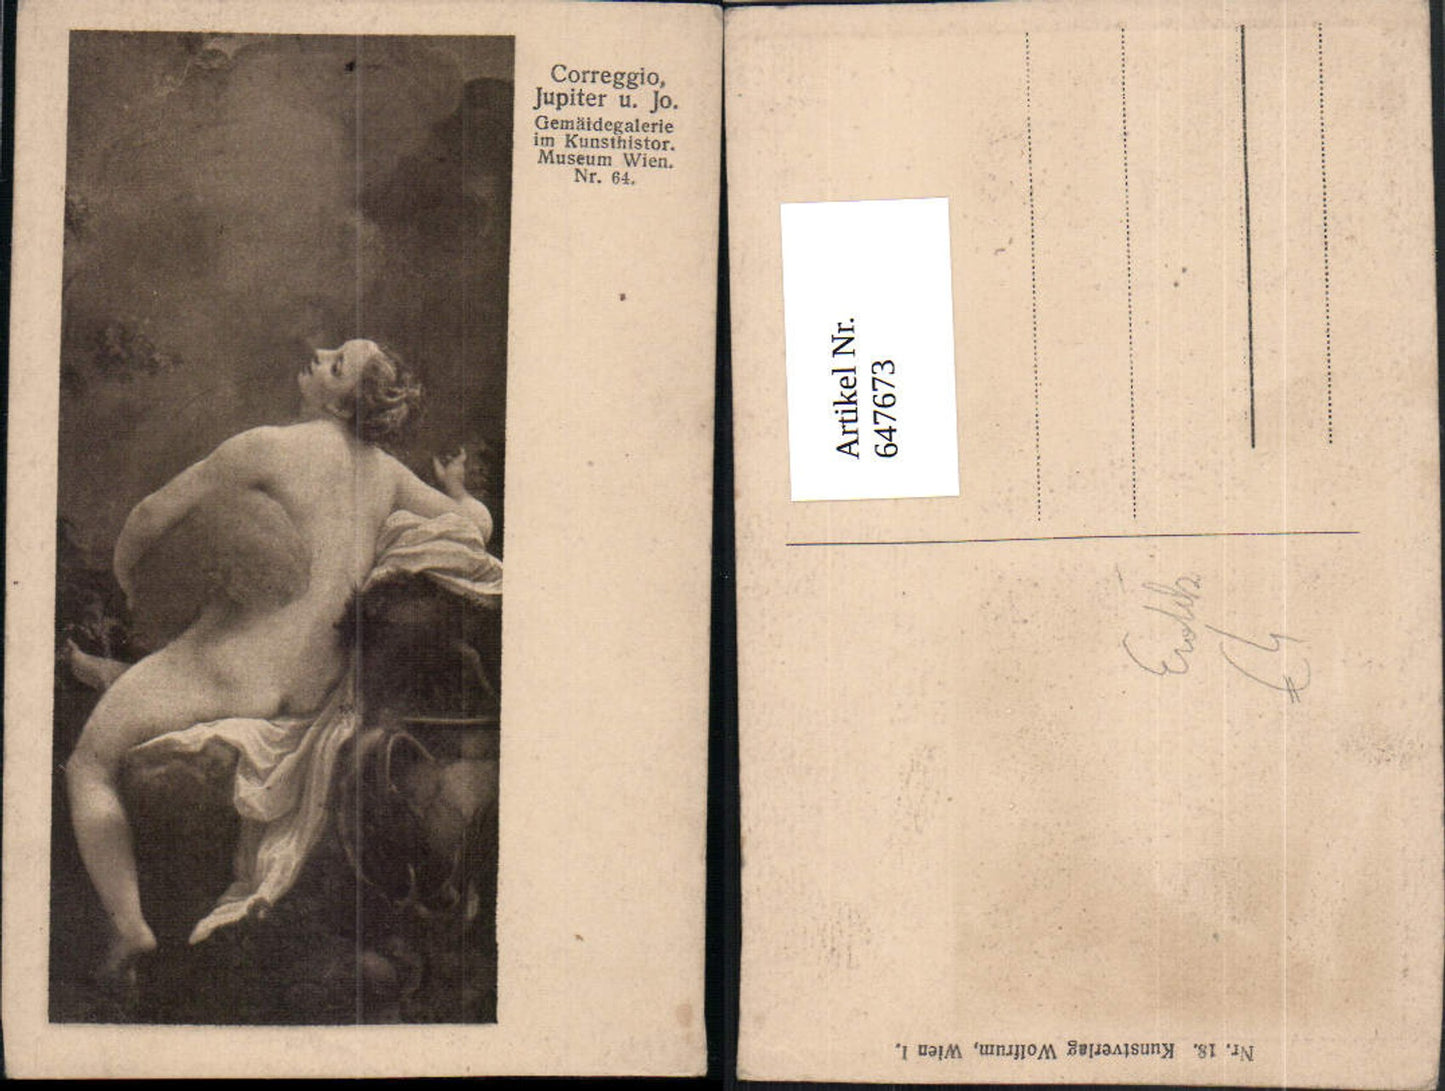 Correggio,
Jupiter u. Jo.
Gemäldegalerie
im Kunsthistor.
Museum Wien.
Nr. 64.
Artikel Nr.
647673
Erotik
Nr. 18. Kunstverlag Wolfrum, Wien I.